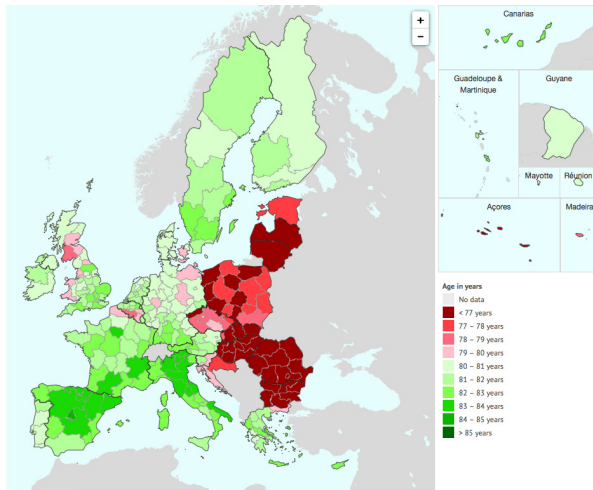 +
−
Canarias
Guadeloupe &
Martinique
Guyane
Mayotte
Réunion
Açores
Madeira
Age in years
No data
< 77 years
77 – 78 years
78 – 79 years
79 – 80 years
80 – 81 years
81 – 82 years
82 – 83 years
83 – 84 years
84 – 85 years
> 85 years